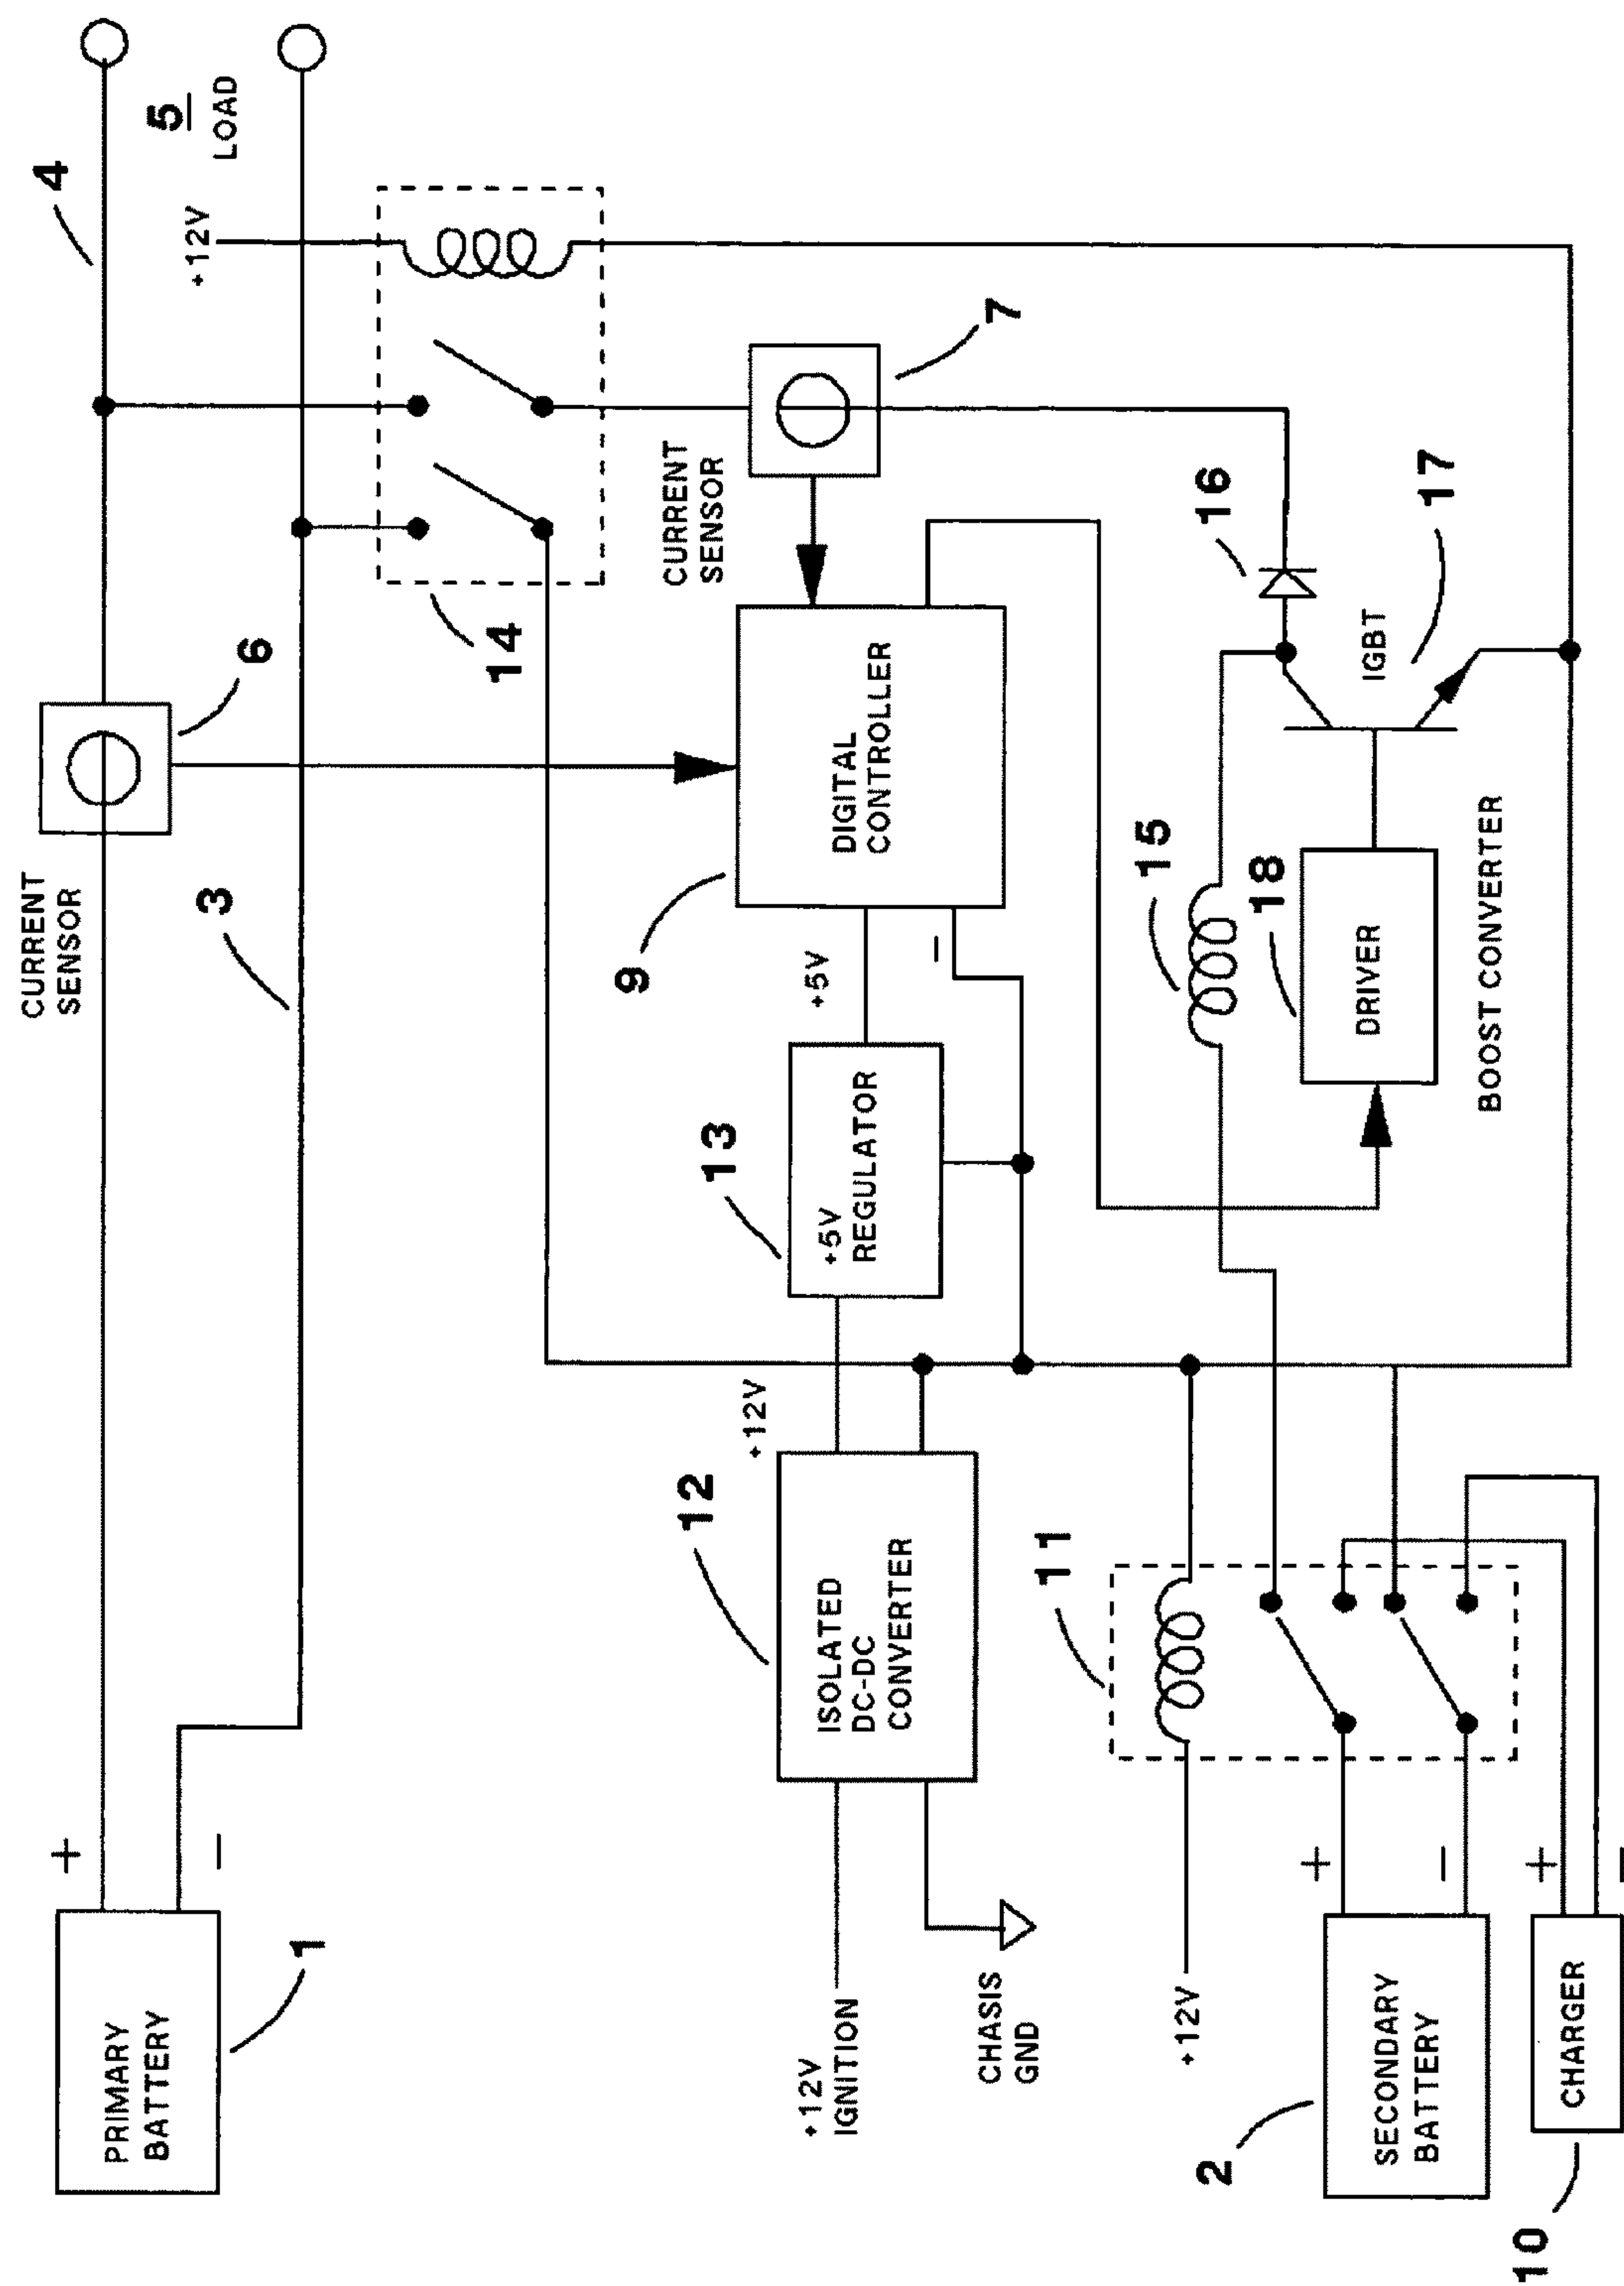 PRIMARY
BATTERY
1
+
−
CURRENT
SENSOR
6
3
4
5
LOAD
+12V
14
CURRENT
SENSOR
7
+12V
IGNITION
CHASIS
GND
ISOLATED
DC-DC
CONVERTER
12
+12V
+5V
REGULATOR
13
+5V
−
DIGITAL
CONTROLLER
9
+12V
11
15
16
IGBT
17
DRIVER
18
BOOST CONVERTER
SECONDARY
BATTERY
2
+
−
CHARGER
10
+
−